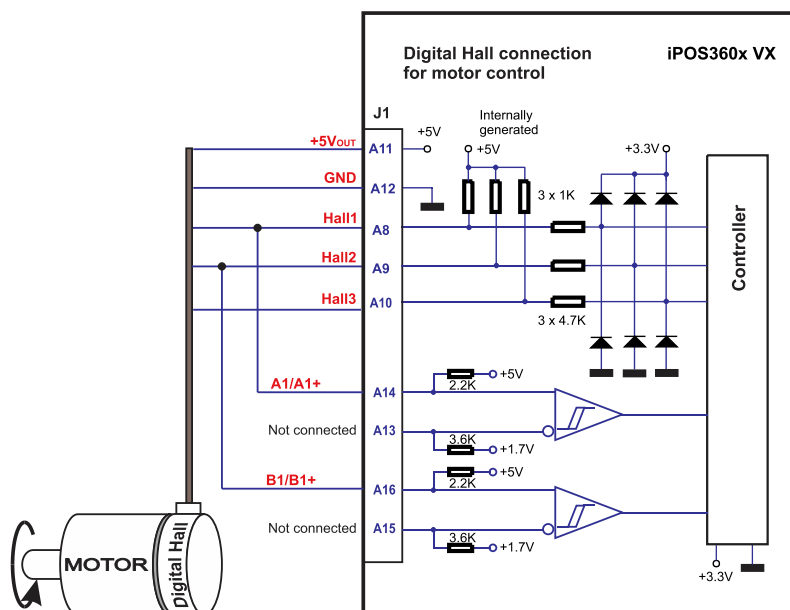 Digital Hall connection
for motor control
iPOS360x VX
J1
Internally
generated
+5VOUT
A11
+5V
+5V
+3.3V
GND
A12
3 x 1K
Hall1
A8
Hall2
A9
Hall3
A10
3 x 4.7K
Controller
A1/A1+
A14
+5V
2.2K
Not connected
A13
3.6K
+1.7V
B1/B1+
A16
+5V
2.2K
Not connected
A15
3.6K
+1.7V
MOTOR
Digital Hall
+3.3V